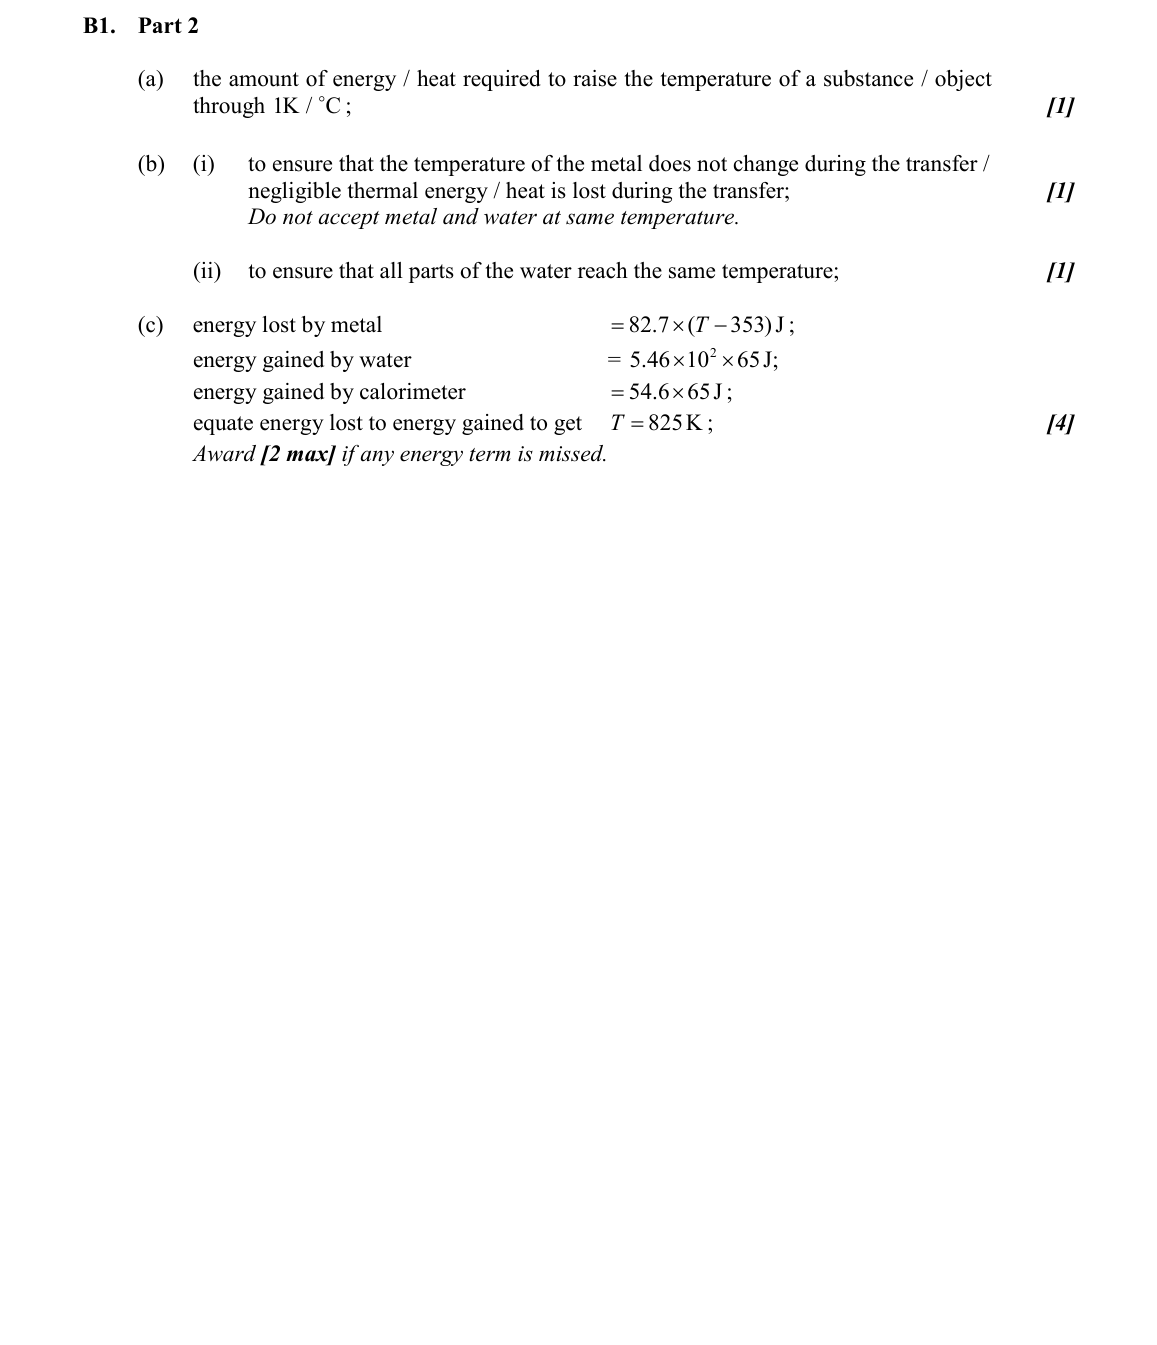 B1. Part 2
(a) the amount of energy / heat required to raise the temperature of a substance / object
through 1K / °C ; [1]
(b) (i) to ensure that the temperature of the metal does not change during the transfer /
negligible thermal energy / heat is lost during the transfer; [1]
Do not accept metal and water at same temperature.
(ii) to ensure that all parts of the water reach the same temperature; [1]
(c) energy lost by metal = 82.7 × (T − 353) J ;
energy gained by water = 5.46 × 10² × 65 J;
energy gained by calorimeter = 54.6 × 65 J ;
equate energy lost to energy gained to get T = 825 K ; [4]
Award [2 max] if any energy term is missed.